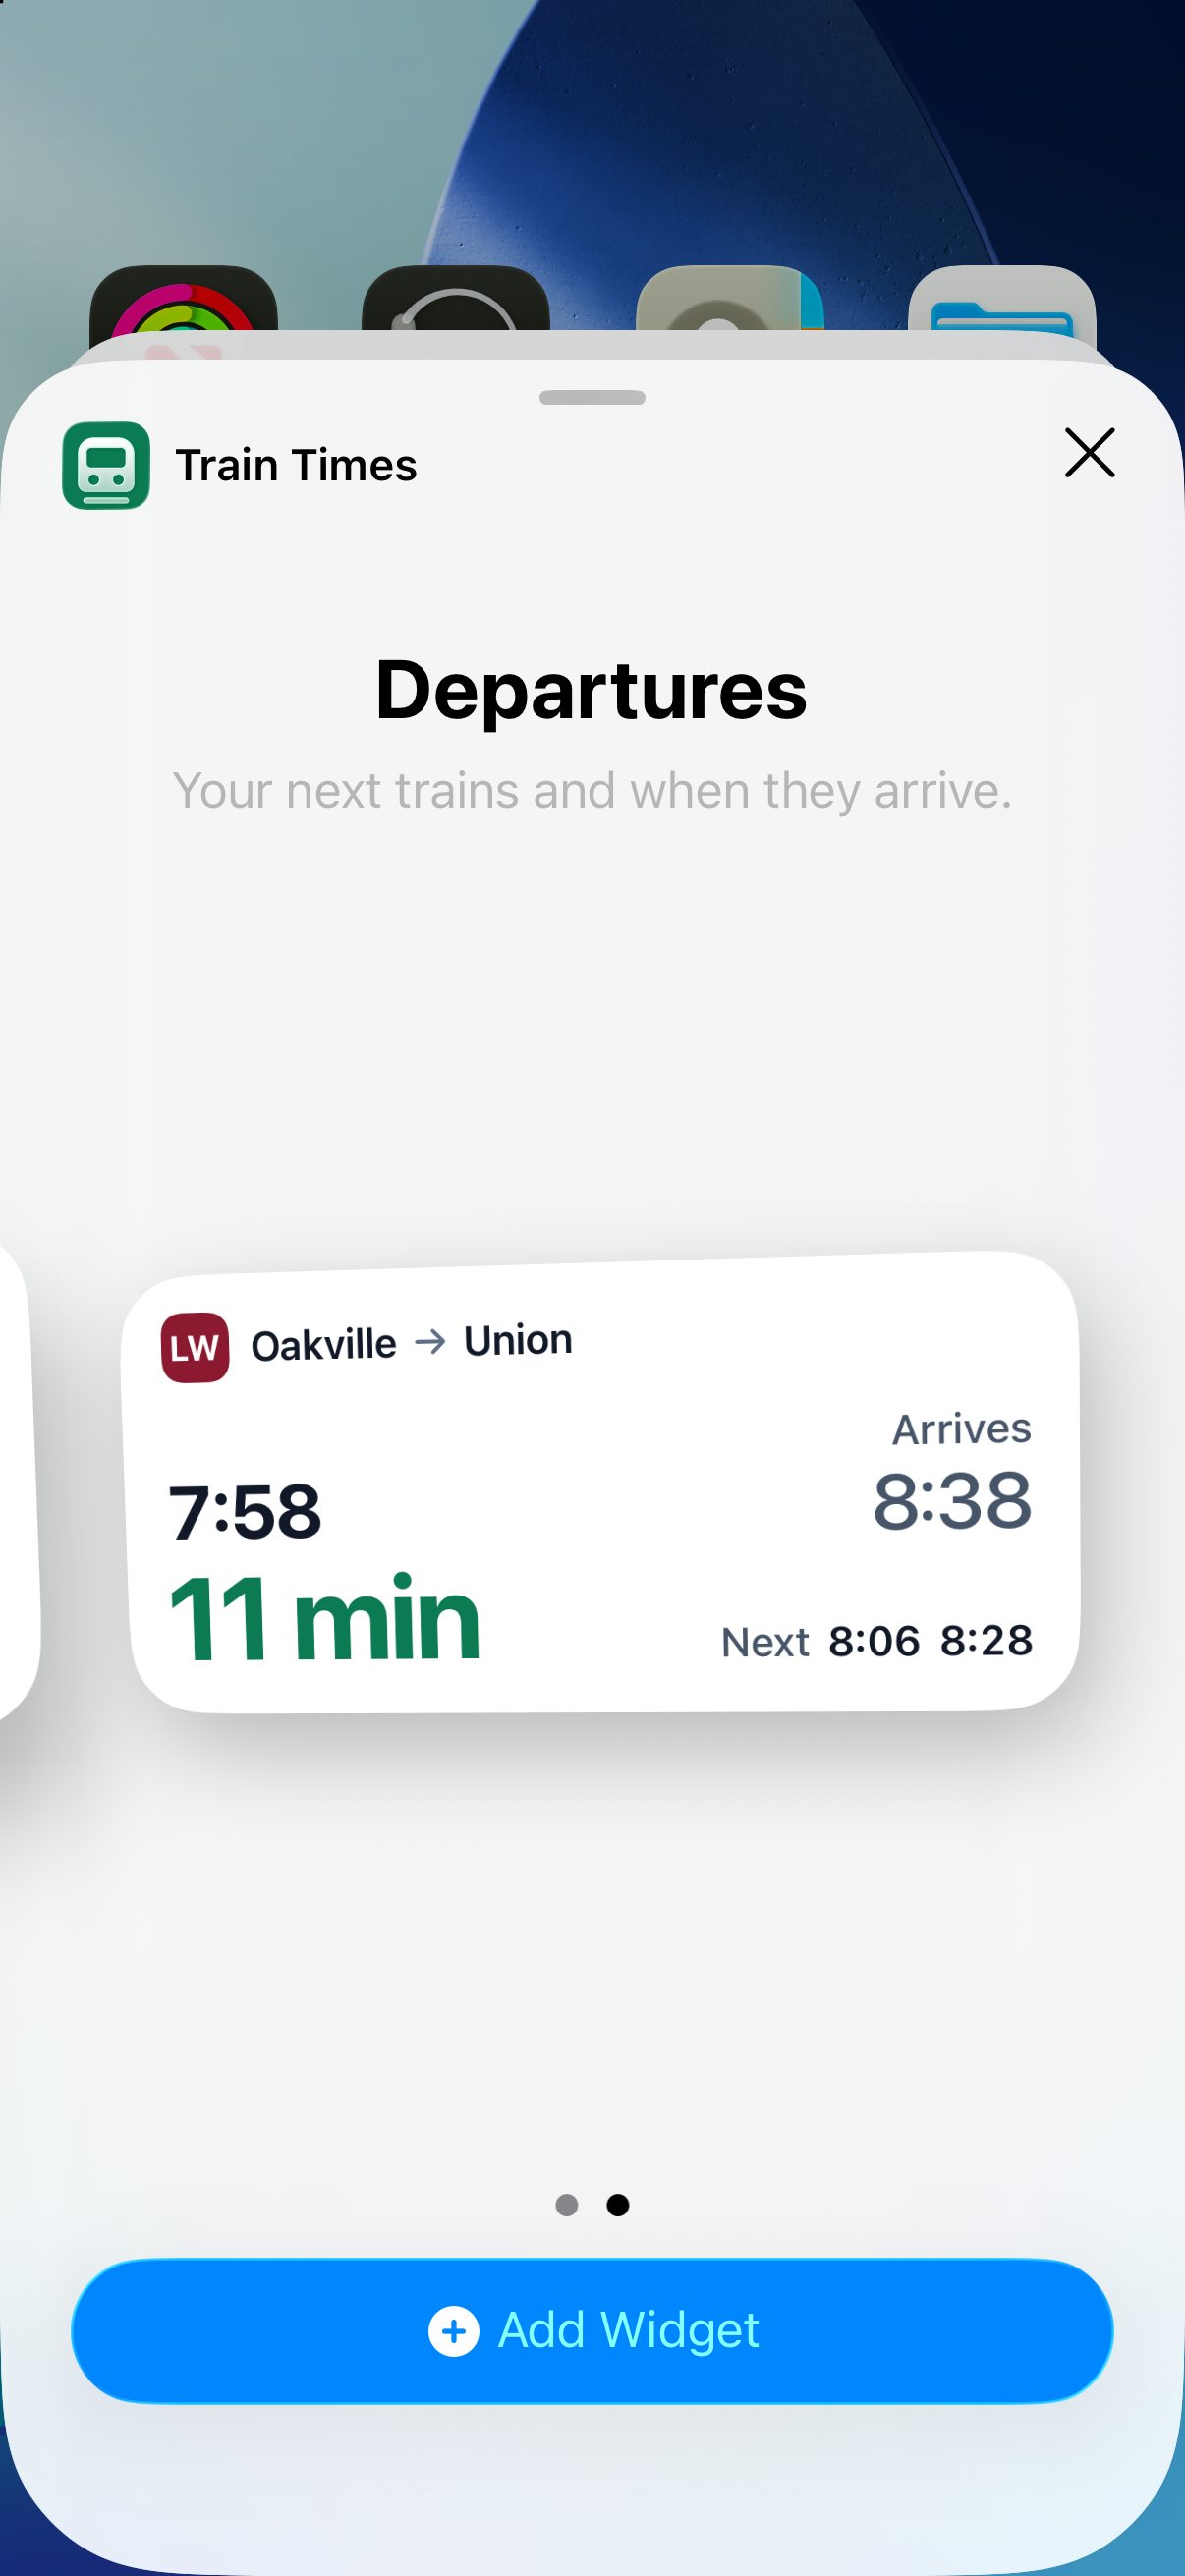 Train Times
Departures
Your next trains and when they arrive.
LW Oakville → Union
Arrives
7:58 8:38
11 min
Next 8:06 8:28
Add Widget